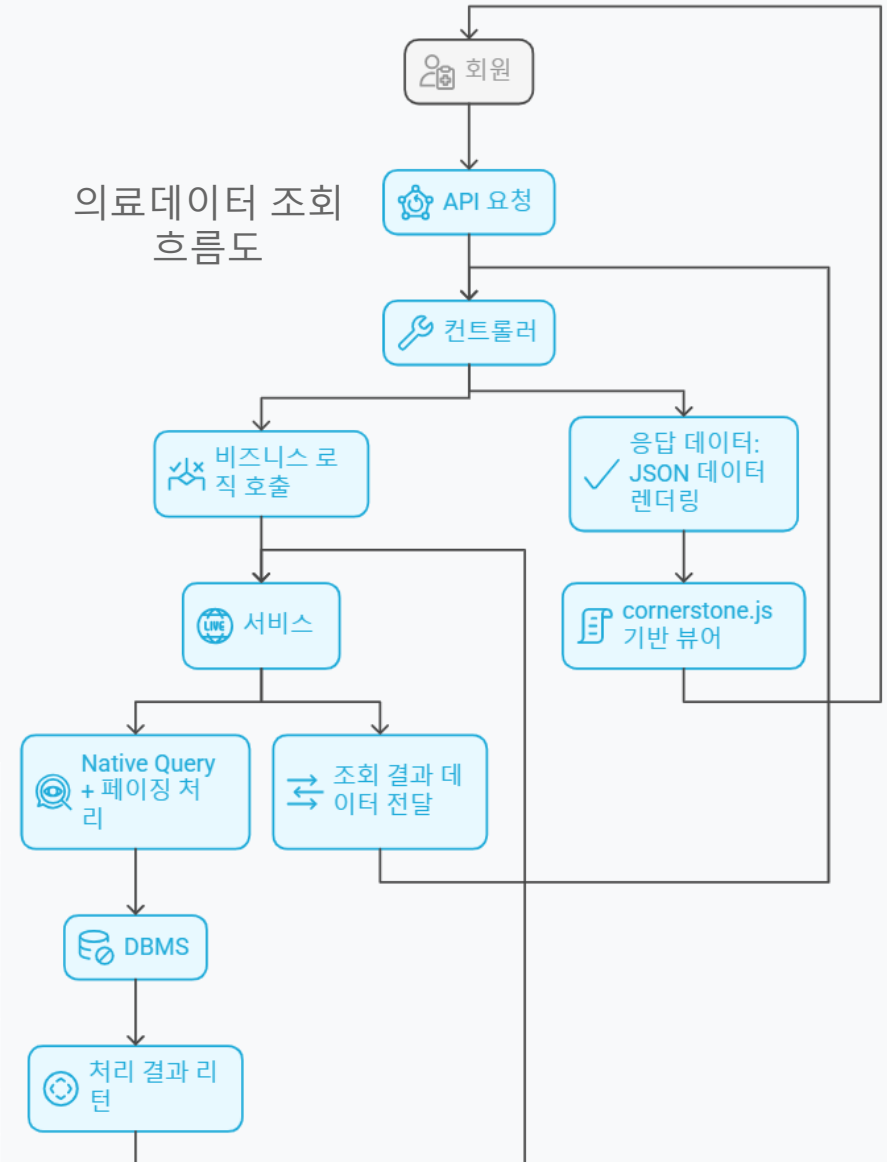 회원
의료데이터 조회
흐름도
API 요청
컨트롤러
비즈니스 로
직 호출
응답 데이터:
JSON 데이터
렌더링
LIVE
서비스
cornerstone.js
기반 뷰어
Native Query
+ 페이징 처
리
조회 결과 데
이터 전달
DBMS
처리 결과 리
턴